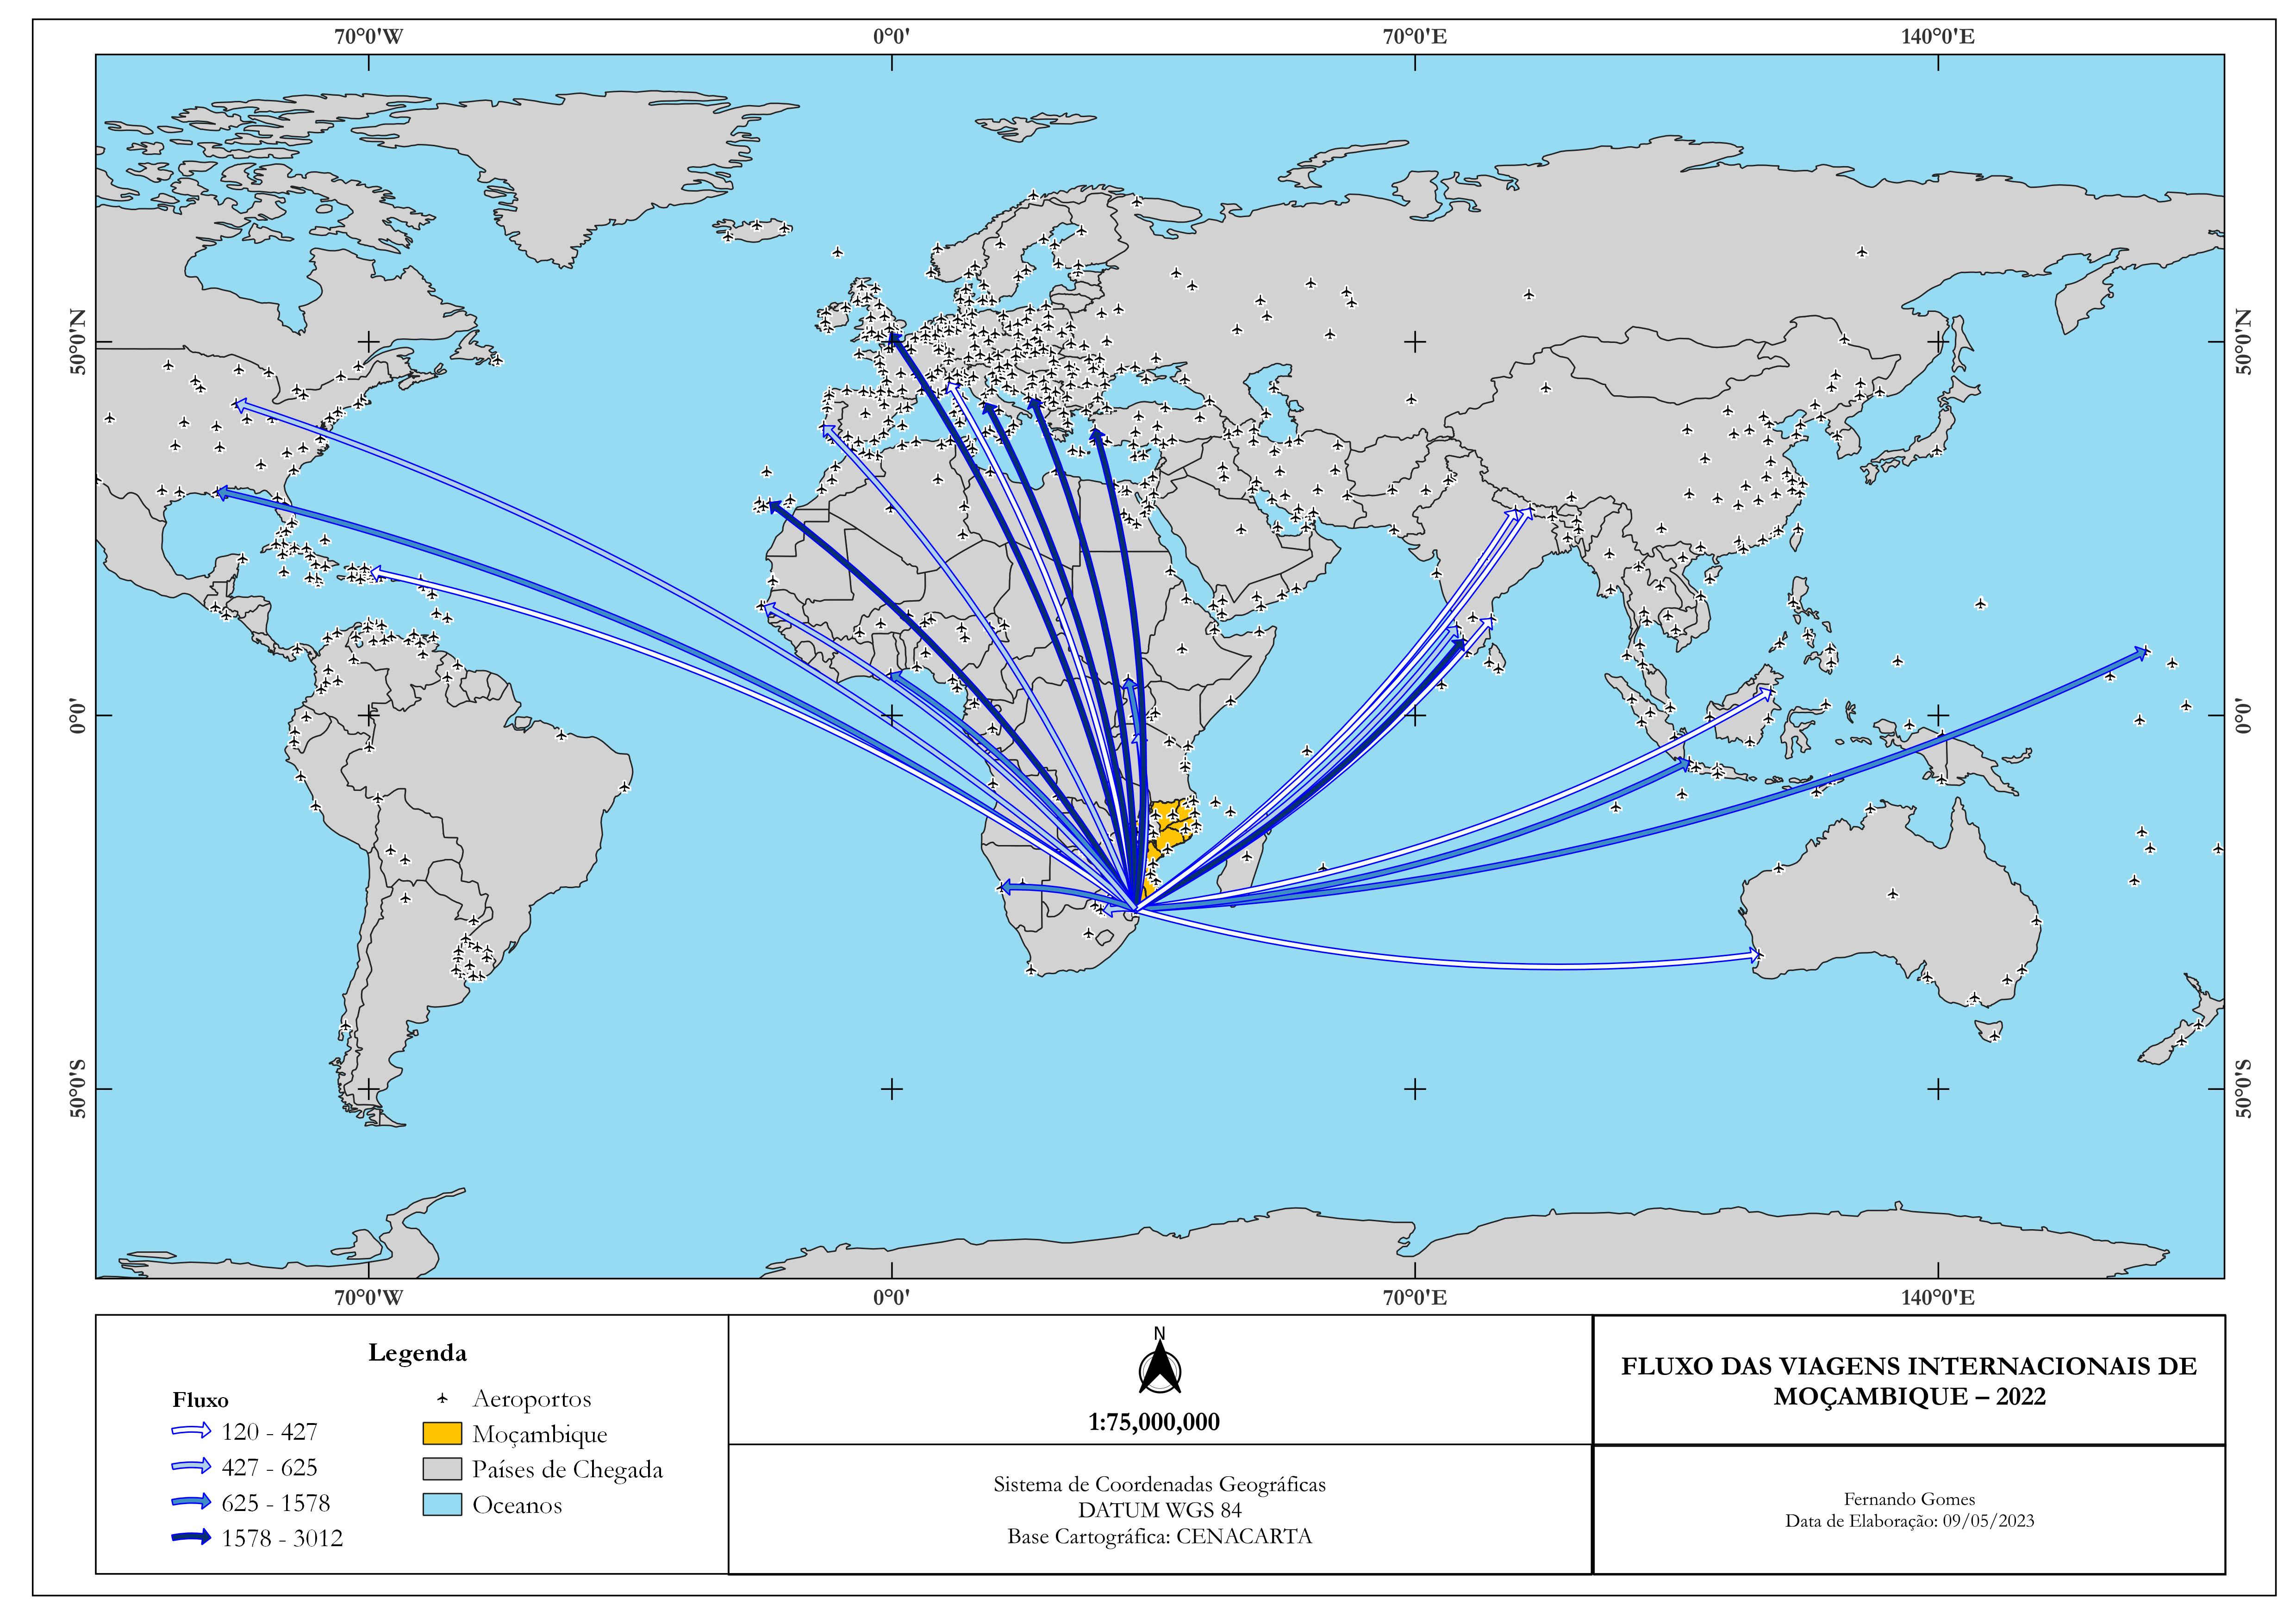 70°0'W 0°0' 70°0'E 140°0'E
50°0'N 50°0'N
0°0' 0°0'
50°0'S 50°0'S
70°0'W 0°0' 70°0'E 140°0'E
Legenda
Fluxo
120 - 427
427 - 625
625 - 1578
1578 - 3012
Aeroportos
Moçambique
Países de Chegada
Oceanos
N
1:75,000,000
Sistema de Coordenadas Geográficas
DATUM WGS 84
Base Cartográfica: CENACARTA
FLUXO DAS VIAGENS INTERNACIONAIS DE
MOÇAMBIQUE – 2022
Fernando Gomes
Data de Elaboração: 09/05/2023